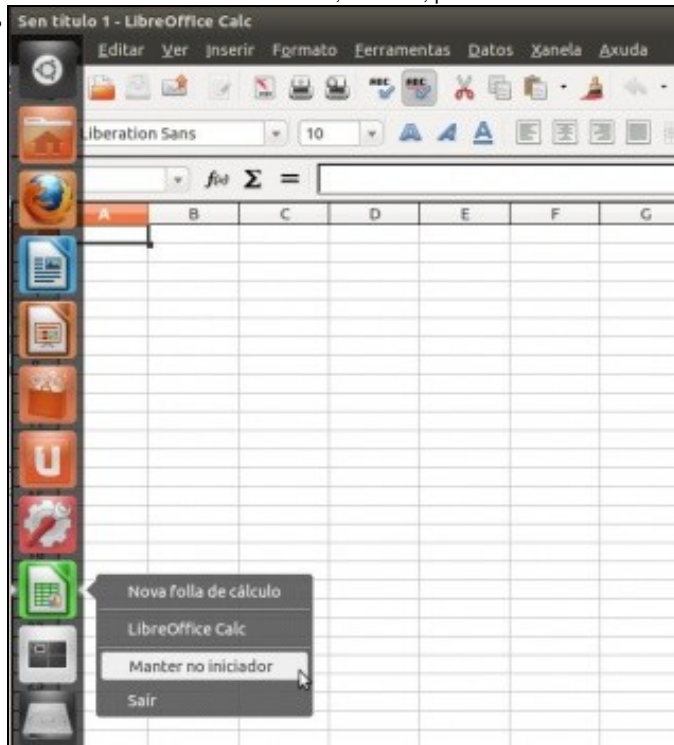 Sen título 1 - LibreOffice Calc
Editar Ver Inserir Formato Ferramentas Datos Xanela Axuda
Liberation Sans 10
f(x) Σ =
A B C D E F G
Nova folla de cálculo
LibreOffice Calc
Manter no iniciador
Saír